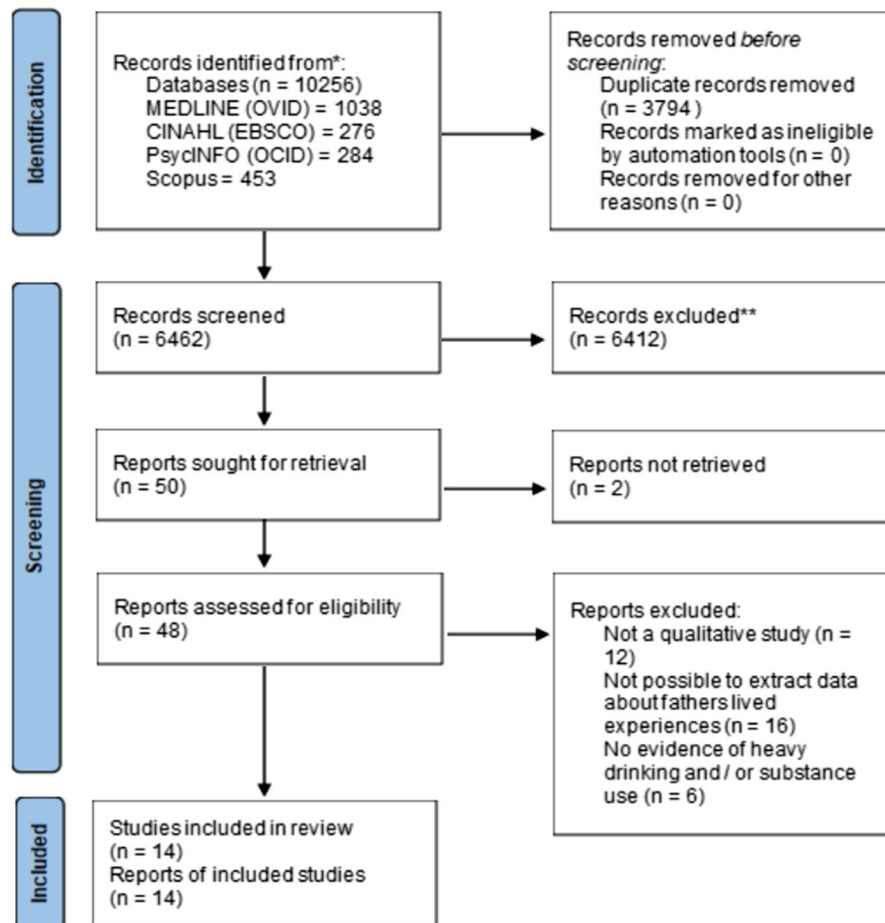 Identification
Records identified from*:
Databases (n = 10256)
MEDLINE (OVID) = 1038
CINAHL (EBSCO) = 276
PsycINFO (OCID) = 284
Scopus = 453
Records removed before
screening:
Duplicate records removed
(n = 3794 )
Records marked as ineligible
by automation tools (n = 0)
Records removed for other
reasons (n = 0)
Screening
Records screened
(n = 6462)
Records excluded**
(n = 6412)
Reports sought for retrieval
(n = 50)
Reports not retrieved
(n = 2)
Reports assessed for eligibility
(n = 48)
Reports excluded:
Not a qualitative study (n =
12)
Not possible to extract data
about fathers lived
experiences (n = 16)
No evidence of heavy
drinking and / or substance
use (n = 6)
Included
Studies included in review
(n = 14)
Reports of included studies
(n = 14)